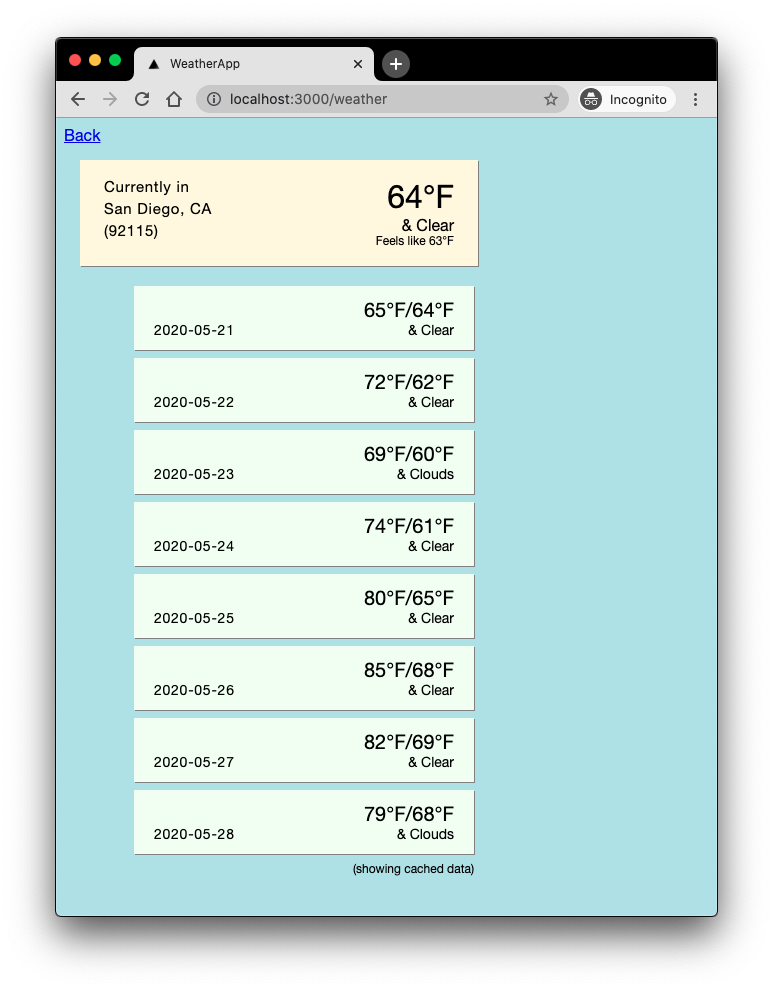 WeatherApp
localhost:3000/weather
Incognito
Back
Currently in
San Diego, CA
(92115)
64°F
& Clear
Feels like 63°F
65°F/64°F
2020-05-21 & Clear
72°F/62°F
2020-05-22 & Clear
69°F/60°F
2020-05-23 & Clouds
74°F/61°F
2020-05-24 & Clear
80°F/65°F
2020-05-25 & Clear
85°F/68°F
2020-05-26 & Clear
82°F/69°F
2020-05-27 & Clear
79°F/68°F
2020-05-28 & Clouds
(showing cached data)